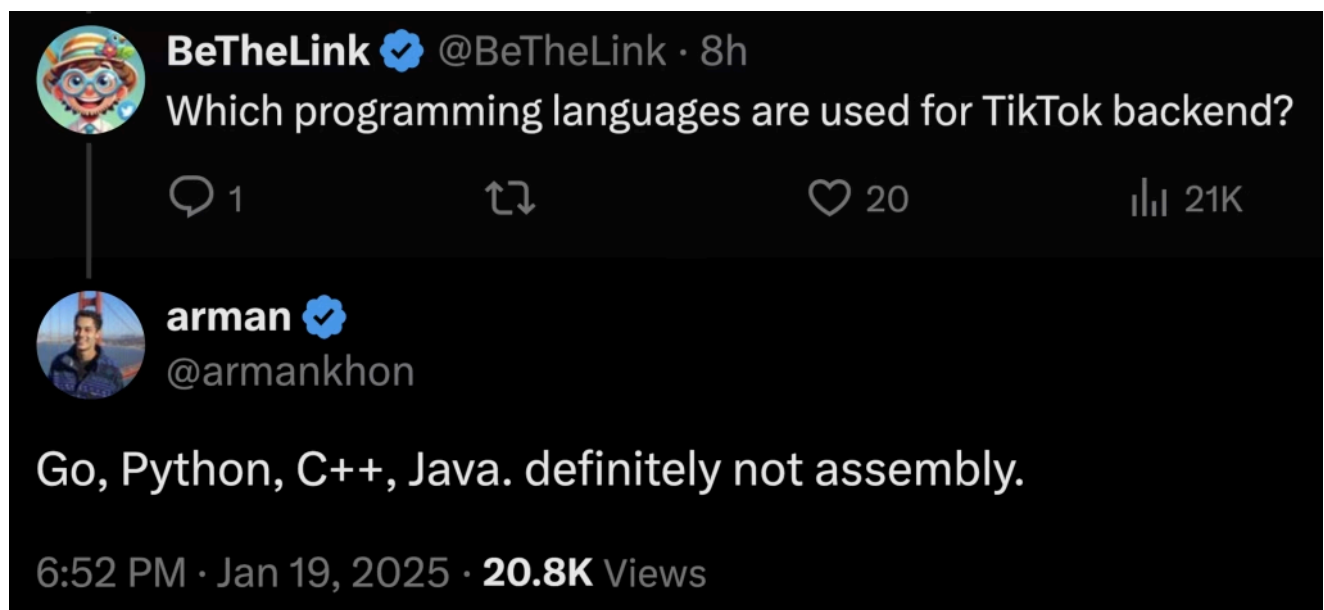 BeTheLink @BeTheLink · 8h
Which programming languages are used for TikTok backend?
1 20 21K
arman
@armankhon
Go, Python, C++, Java. definitely not assembly.
6:52 PM · Jan 19, 2025 · 20.8K Views